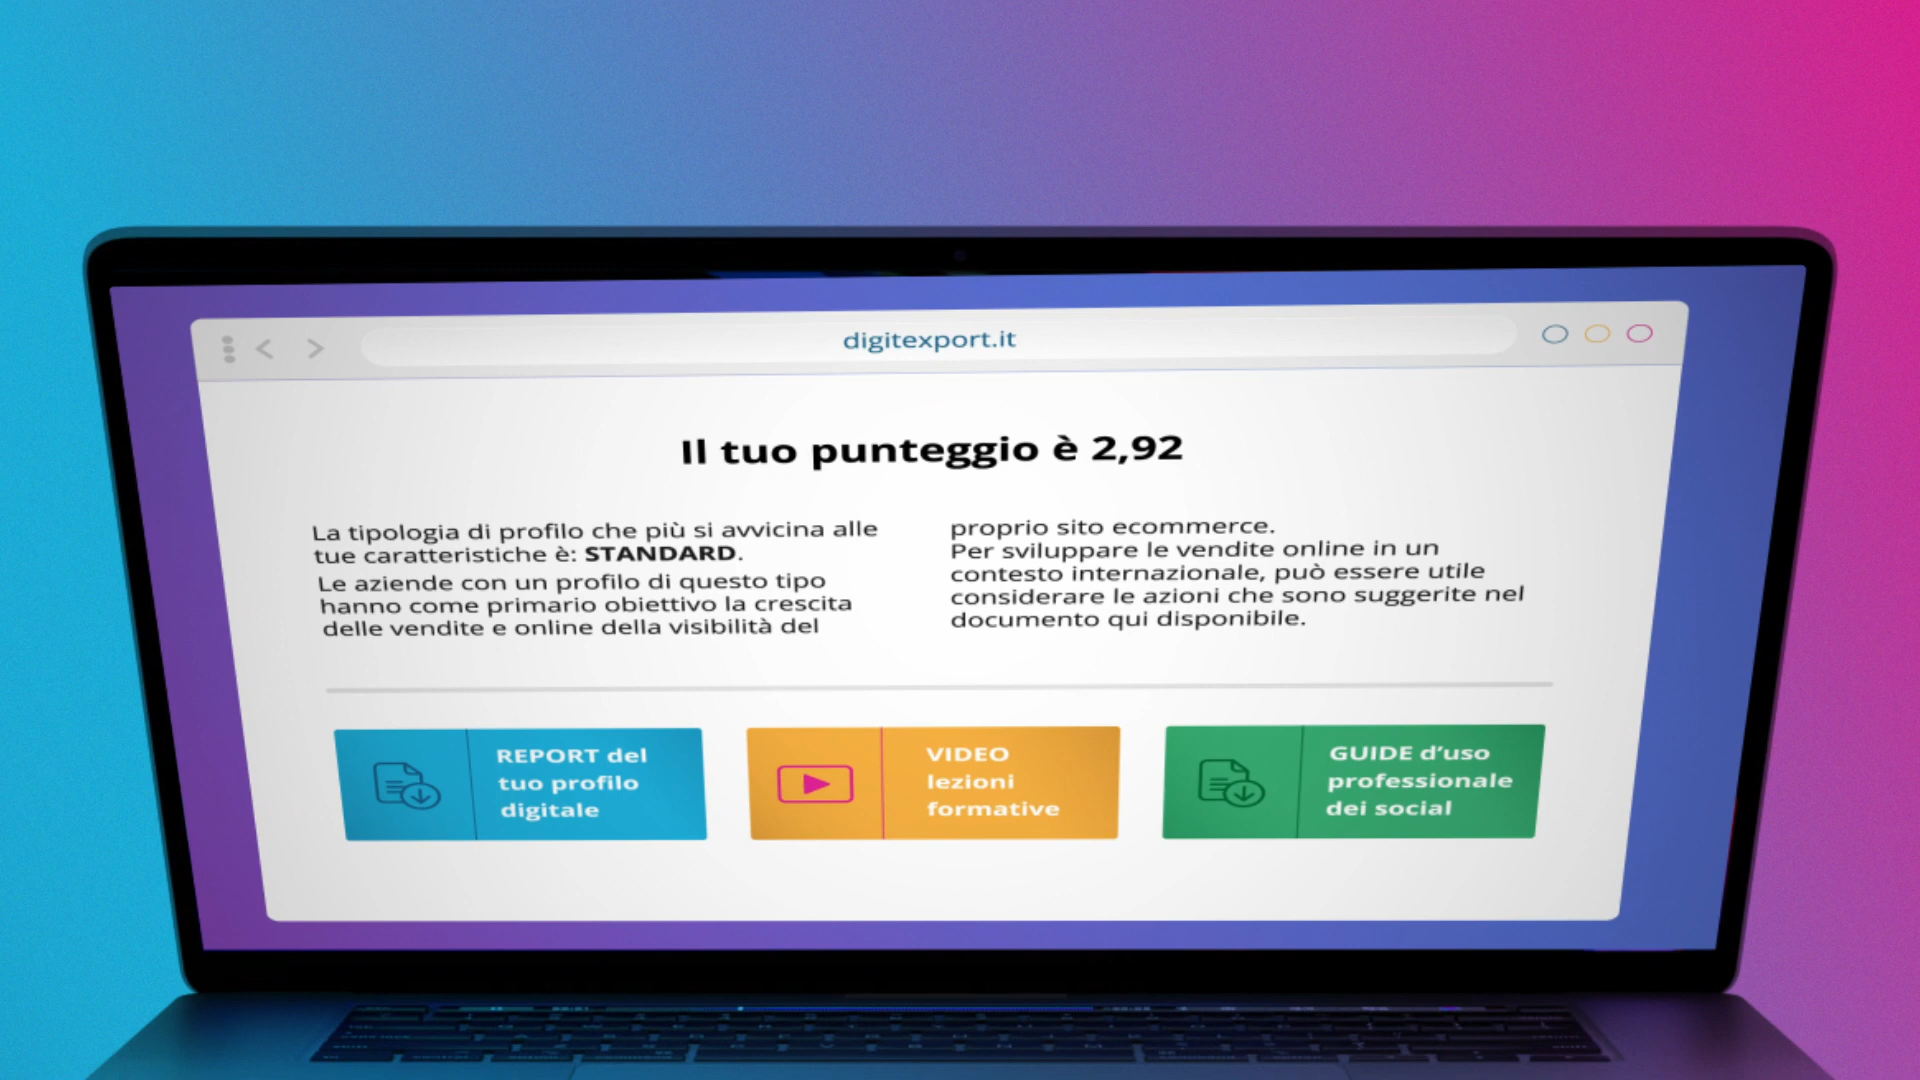 digitexport.it
Il tuo punteggio è 2,92
La tipologia di profilo che più si avvicina alle
tue caratteristiche è: STANDARD.
Le aziende con un profilo di questo tipo
hanno come primario obiettivo la crescita
delle vendite e online della visibilità del
proprio sito ecommerce.
Per sviluppare le vendite online in un
contesto internazionale, può essere utile
considerare le azioni che sono suggerite nel
documento qui disponibile.
REPORT del
tuo profilo
digitale
VIDEO
lezioni
formative
GUIDE d’uso
professionale
dei social